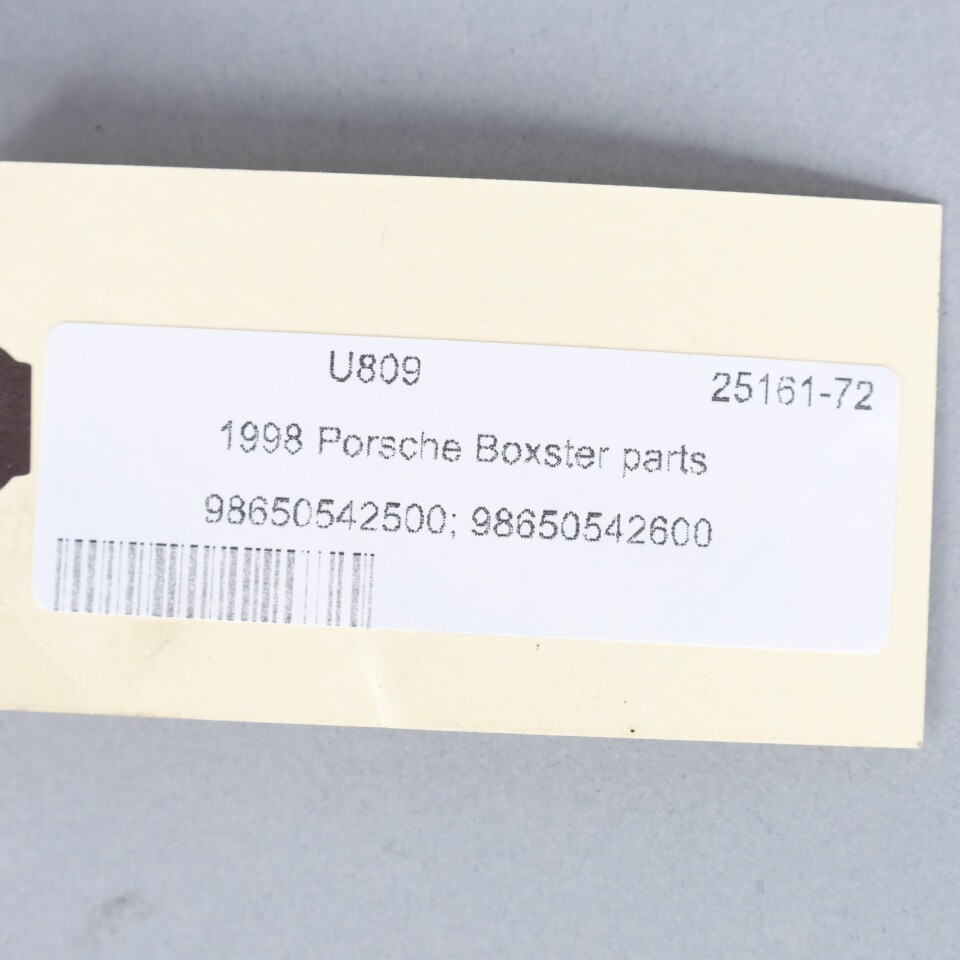 U809
25161-72
1998 Porsche Boxster parts
98650542500; 98650542600